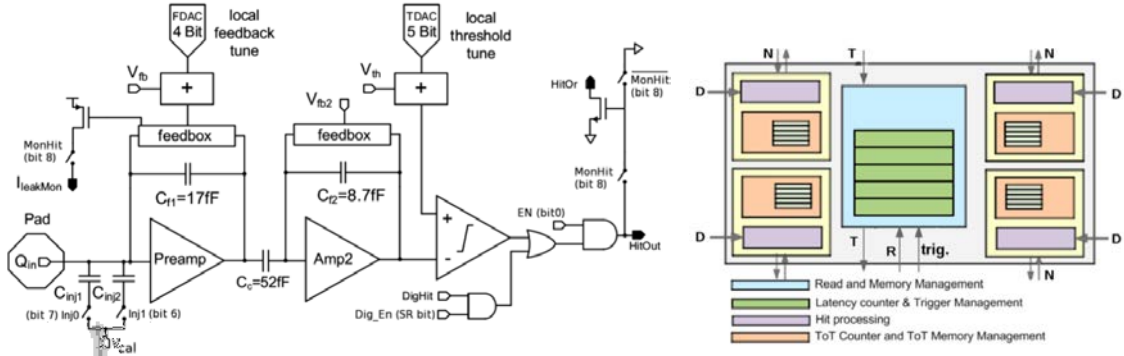 FDAC
4 Bit
local
feedback
tune
TDAC
5 Bit
local
threshold
tune
Vfb
+
Vth
+
Vfb2
feedbox
feedbox
MonHit
(bit 8)
IleakMon
Cf1=17fF
Cf2=8.7fF
HitOr
MonHit
(bit 8)
MonHit
(bit 8)
EN (bit0)
HitOut
Pad
Qin
Preamp
Cc=52fF
Amp2
+
-
Cinj1
Cinj2
(bit 7) Inj0
Inj1 (bit 6)
DigHit
Dig_En (SR bit)
N
T
N
D
D
D
D
T
R
trig.
N
N
Read and Memory Management
Latency counter & Trigger Management
Hit processing
ToT Counter and ToT Memory Management